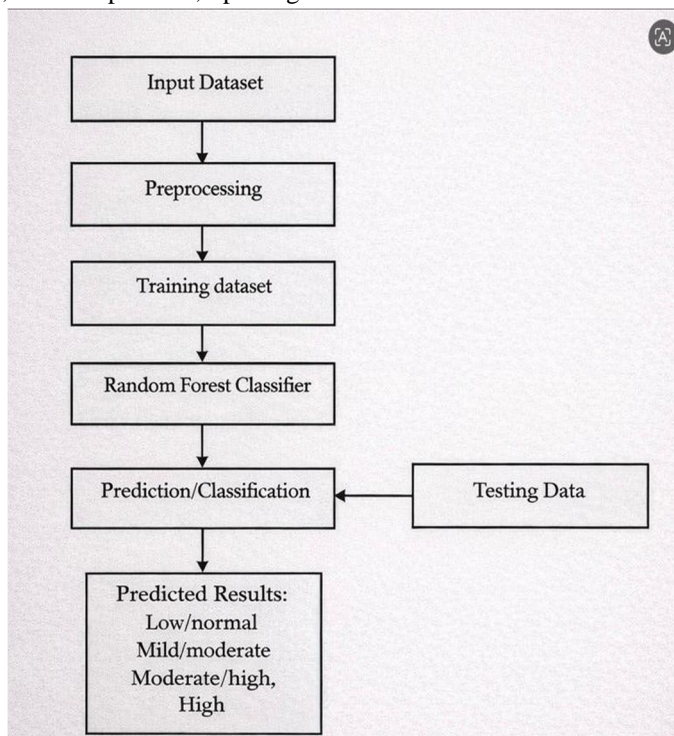 Input Dataset
Preprocessing
Training dataset
Random Forest Classifier
Prediction/Classification
Testing Data
Predicted Results:
Low/normal
Mild/moderate
Moderate/high,
High